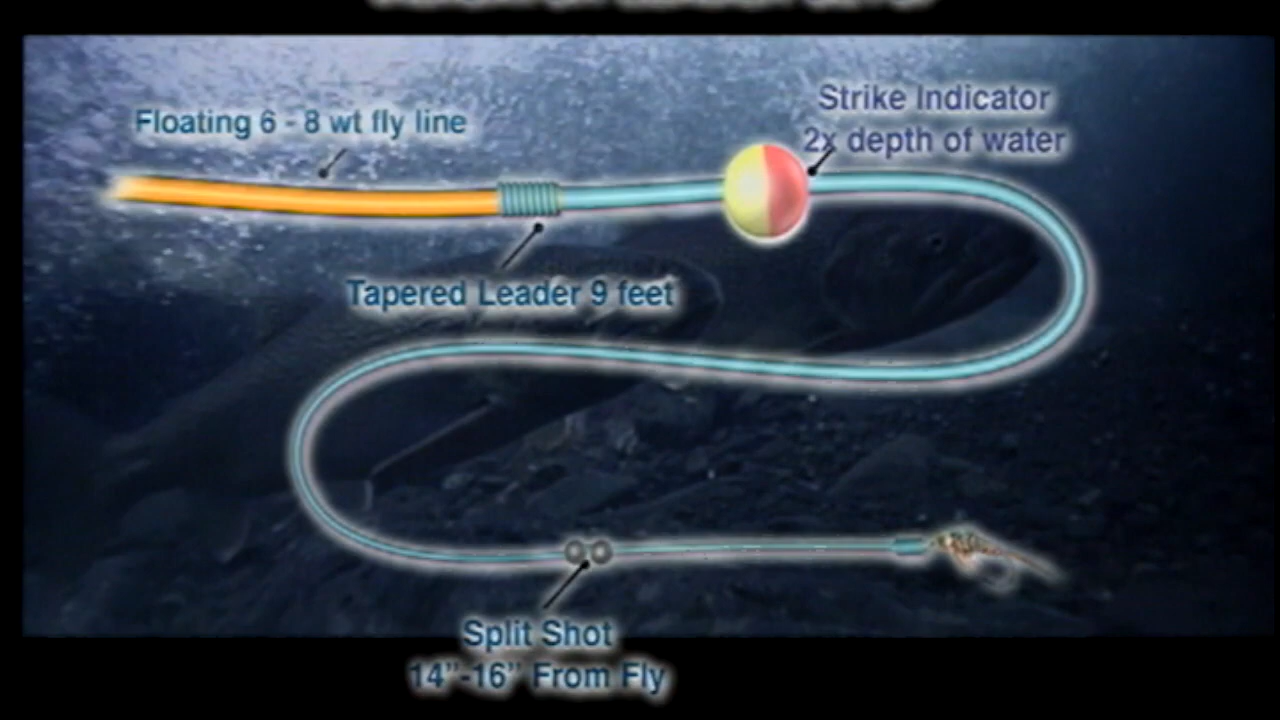 Floating 6 - 8 wt fly line
Strike Indicator
2x depth of water
Tapered Leader 9 feet
Split Shot
14”-16” From Fly